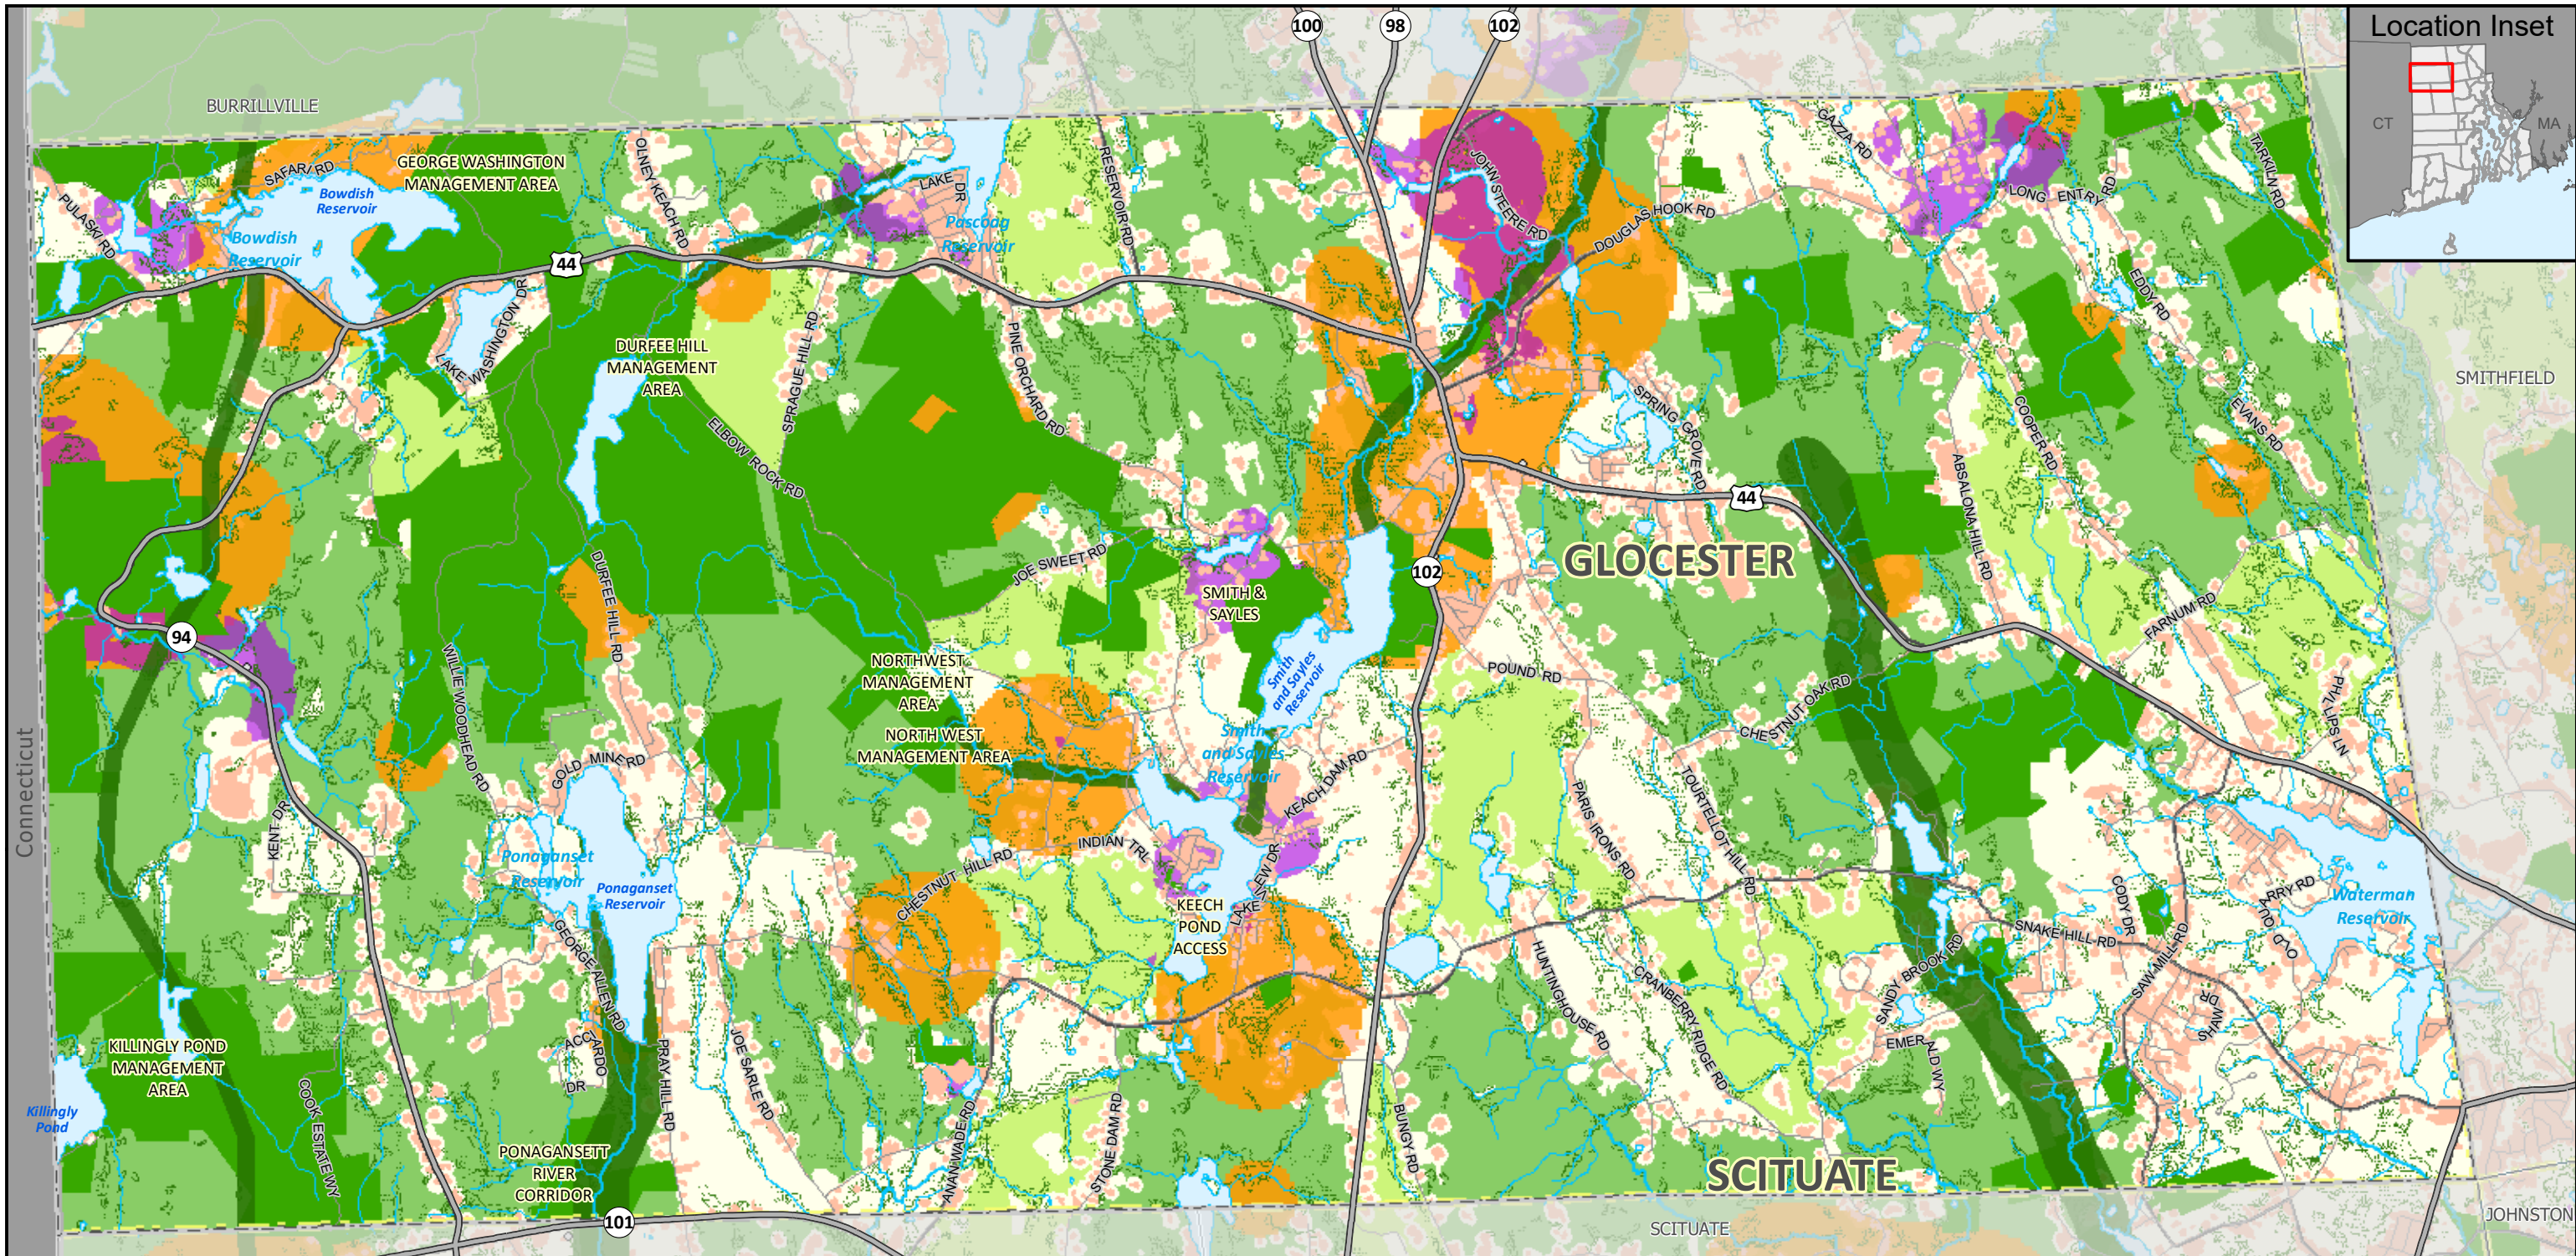 100
98
102
Location Inset
CT
MA
BURRILLVILLE
SAFARI RD
GEORGE WASHINGTON
MANAGEMENT AREA
Bowdish
Reservoir
Bowdish
Reservoir
PULASKI RD
OLNEY KEACH RD
LAKE DR
Pascoag
Reservoir
RESERVOIR RD
JOHN STEERE RD
DOUGLAS HOOK RD
GAZZA RD
LONG ENTRY RD
TARKILN RD
EDDY RD
44
LAKE WASHINGTON DR
DURFEE HILL
MANAGEMENT
AREA
SPRAGUE HILL RD
PINE ORCHARD RD
ELBOW ROCK RD
SPRING GROVE RD
COOPER RD
EVANS RD
SMITHFIELD
ABSALONA HILL RD
44
GLOCESTER
102
JOE SWEET RD
SMITH &
SAYLES
DURFEE HILL RD
94
WILLIE WOODHEAD RD
NORTHWEST
MANAGEMENT
AREA
NORTH WEST
MANAGEMENT AREA
Smith
and Sayles
Reservoir
Smith
and Sayles
Reservoir
POUND RD
CHESTNUT OAK RD
FARNUM RD
PHILLIPS LN
Connecticut
GOLD MINE RD
KENT DR
KEACH DAM RD
PARIS IRONS RD
TOURTELLOT HILL RD
INDIAN TRL
CHESTNUT HILL RD
LAKEVIEW DR
KEECH
POND
ACCESS
Ponaganset
Reservoir
Ponaganset
Reservoir
GEORGE ALLEN RD
Waterman
Reservoir
CODY DR
SNAKE HILL RD
SAW MILL RD
SANDY BROOK RD
HUNTINGHOUSE RD
CRANBERRY RIDGE RD
SHAW DR
EMERALD WY
ACCARDO
DR
PRAY HILL RD
JOE SARLE RD
KILLINGLY POND
MANAGEMENT
AREA
Killingly
Pond
COOK ESTATE WY
PONAGANSETT
RIVER
CORRIDOR
ANAN WADE RD
STONE DAM RD
BUNGY RD
SCITUATE
101
SCITUATE
JOHNSTON